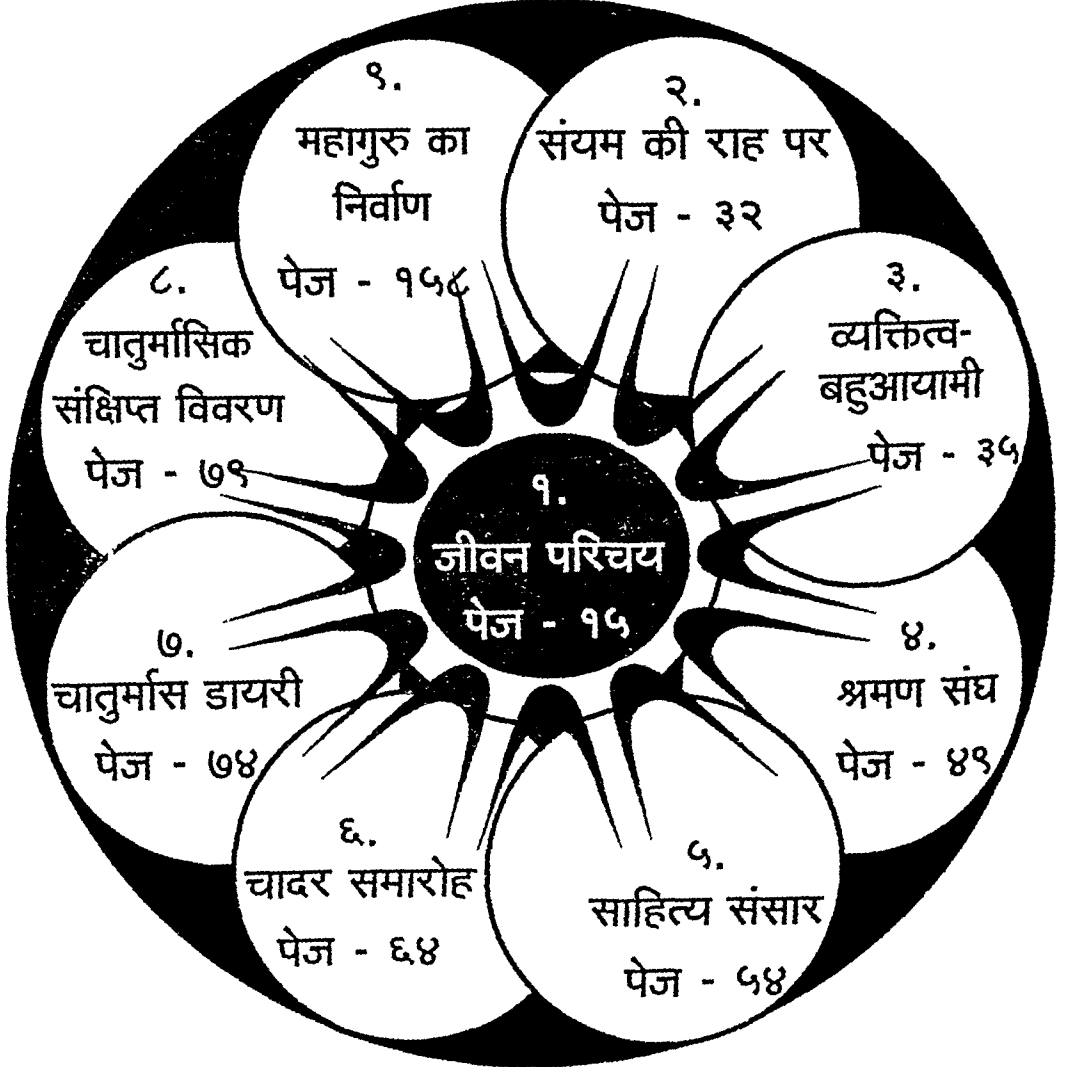 १.
जीवन परिचय
पेज - १५
२.
संयम की राह पर
पेज - ३२
३.
व्यक्तित्व-
बहुआयामी
पेज - ३५
४.
श्रमण संघ
पेज - ४९
५.
साहित्य संसार
पेज - ५४
६.
चादर समारोह
पेज - ६४
७.
चातुर्मास डायरी
पेज - ७४
८.
चातुर्मासिक
संक्षिप्त विवरण
पेज - ७९
९.
महागुरु का
निर्वाण
पेज - १५८